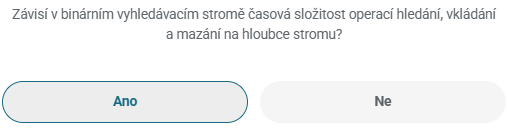 Závisí v binárním vyhledávacím stromě časová složitost operací hledání, vkládání
a mazání na hloubce stromu?
Ano
Ne